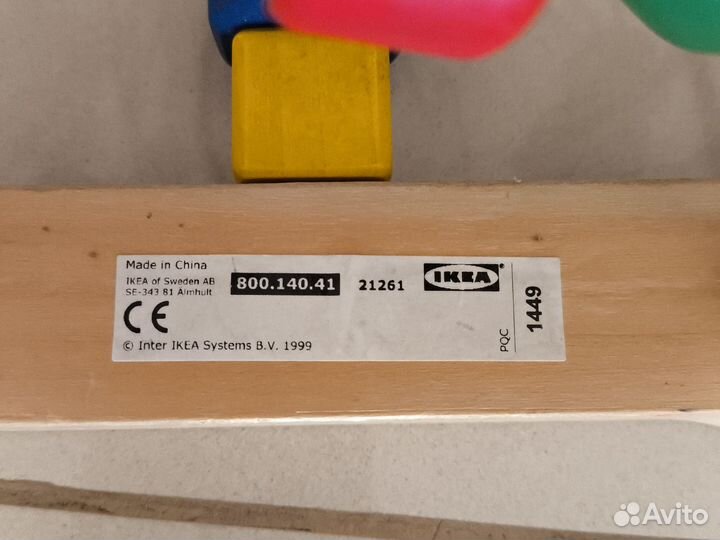 Made in China
IKEA of Sweden AB
SE-343 81 Älmhult
800.140.41
21261
IKEA®
CE
© Inter IKEA Systems B.V. 1999
PQC
1449
Avito